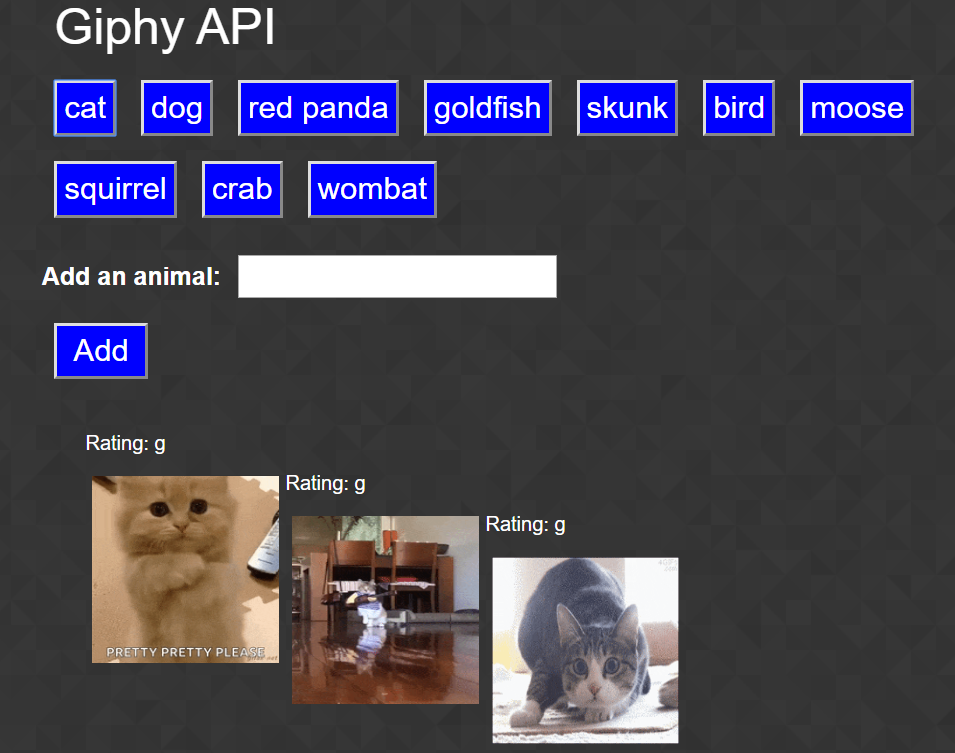 Giphy API
cat dog red panda goldfish skunk bird moose
squirrel crab wombat
Add an animal:
Add
Rating: g
Rating: g
Rating: g
PRETTY PRETTY PLEASE